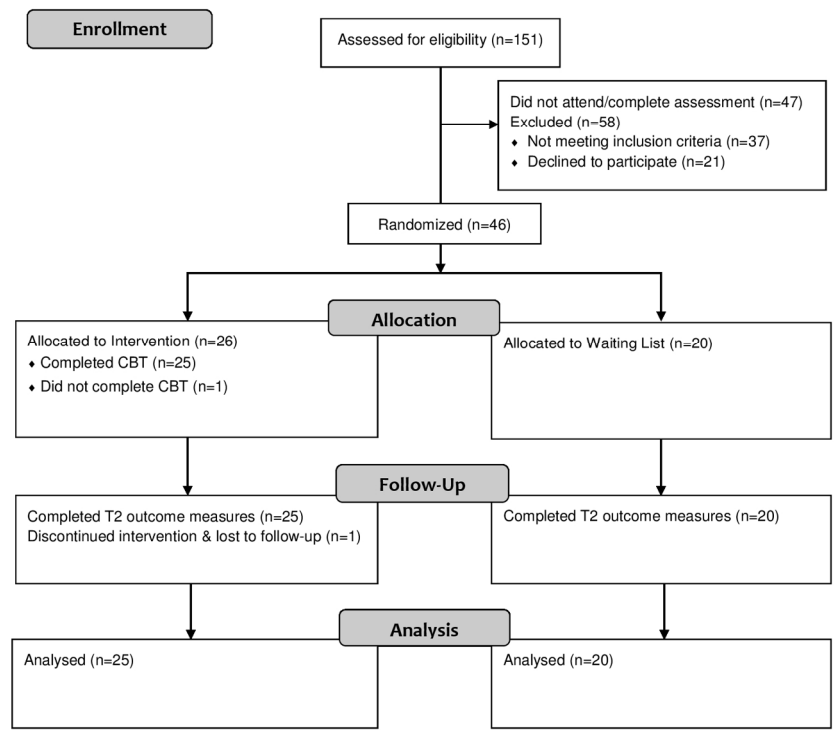 Enrollment
Assessed for eligibility (n=151)
Did not attend/complete assessment (n=47)
Excluded (n=58)
♦ Not meeting inclusion criteria (n=37)
♦ Declined to participate (n=21)
Randomized (n=46)
Allocation
Allocated to Intervention (n=26)
♦ Completed CBT (n=25)
♦ Did not complete CBT (n=1)
Allocated to Waiting List (n=20)
Follow-Up
Completed T2 outcome measures (n=25)
Discontinued intervention & lost to follow-up (n=1)
Completed T2 outcome measures (n=20)
Analysis
Analysed (n=25)
Analysed (n=20)